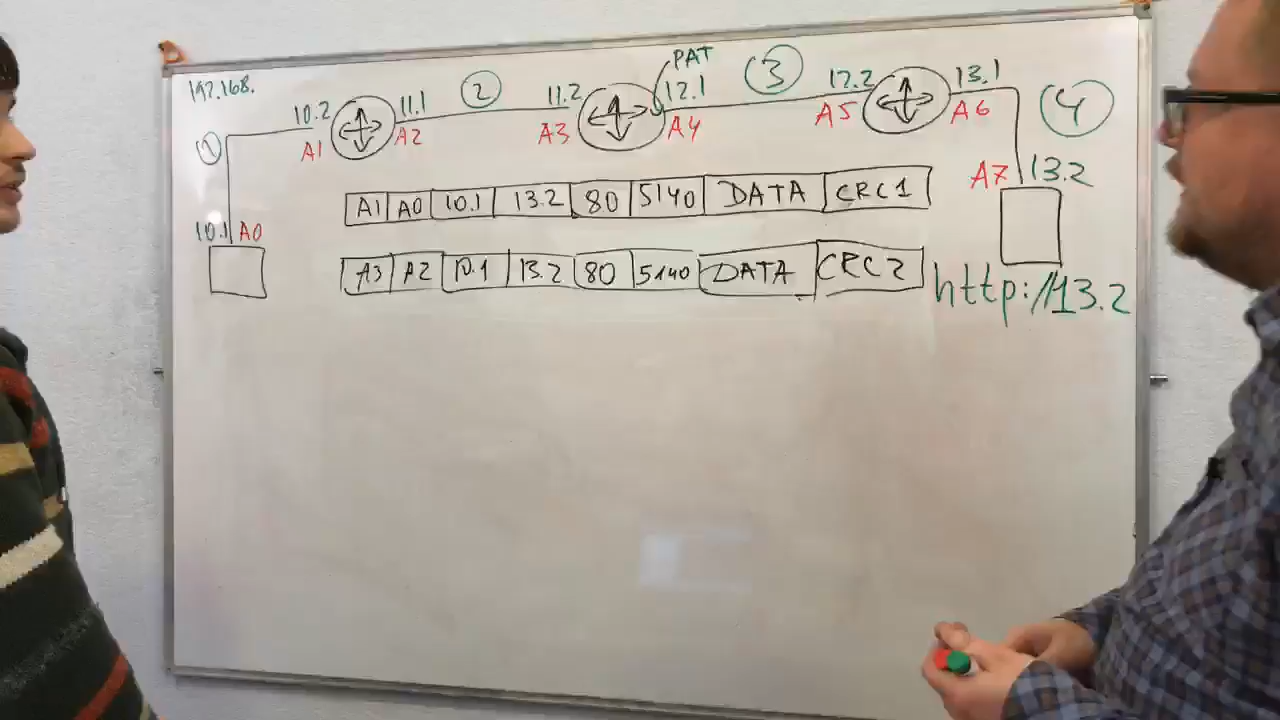 192.168.
10.2 11.1 ② 11.2 PAT 12.1 ③ 12.2 13.1 ④
① A1 A2 A3 A4 A5 A6
A7 13.2
10.1 A0
A1 A0 10.1 13.2 80 5140 DATA CRC1
A3 A2 10.1 13.2 80 5140 DATA CRC2
http://13.2